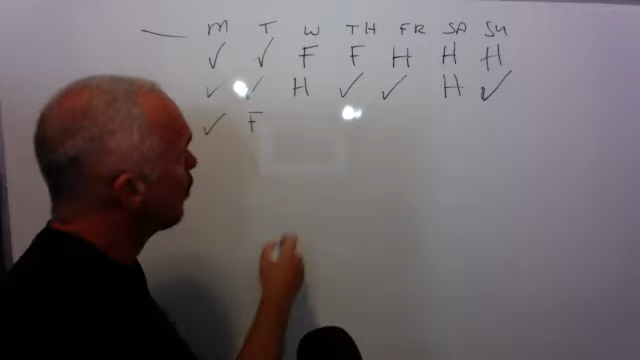 M T W TH FR SA SU
✓ ✓ F F H H H
✓ ✓ H ✓ ✓ H ✓
✓ F